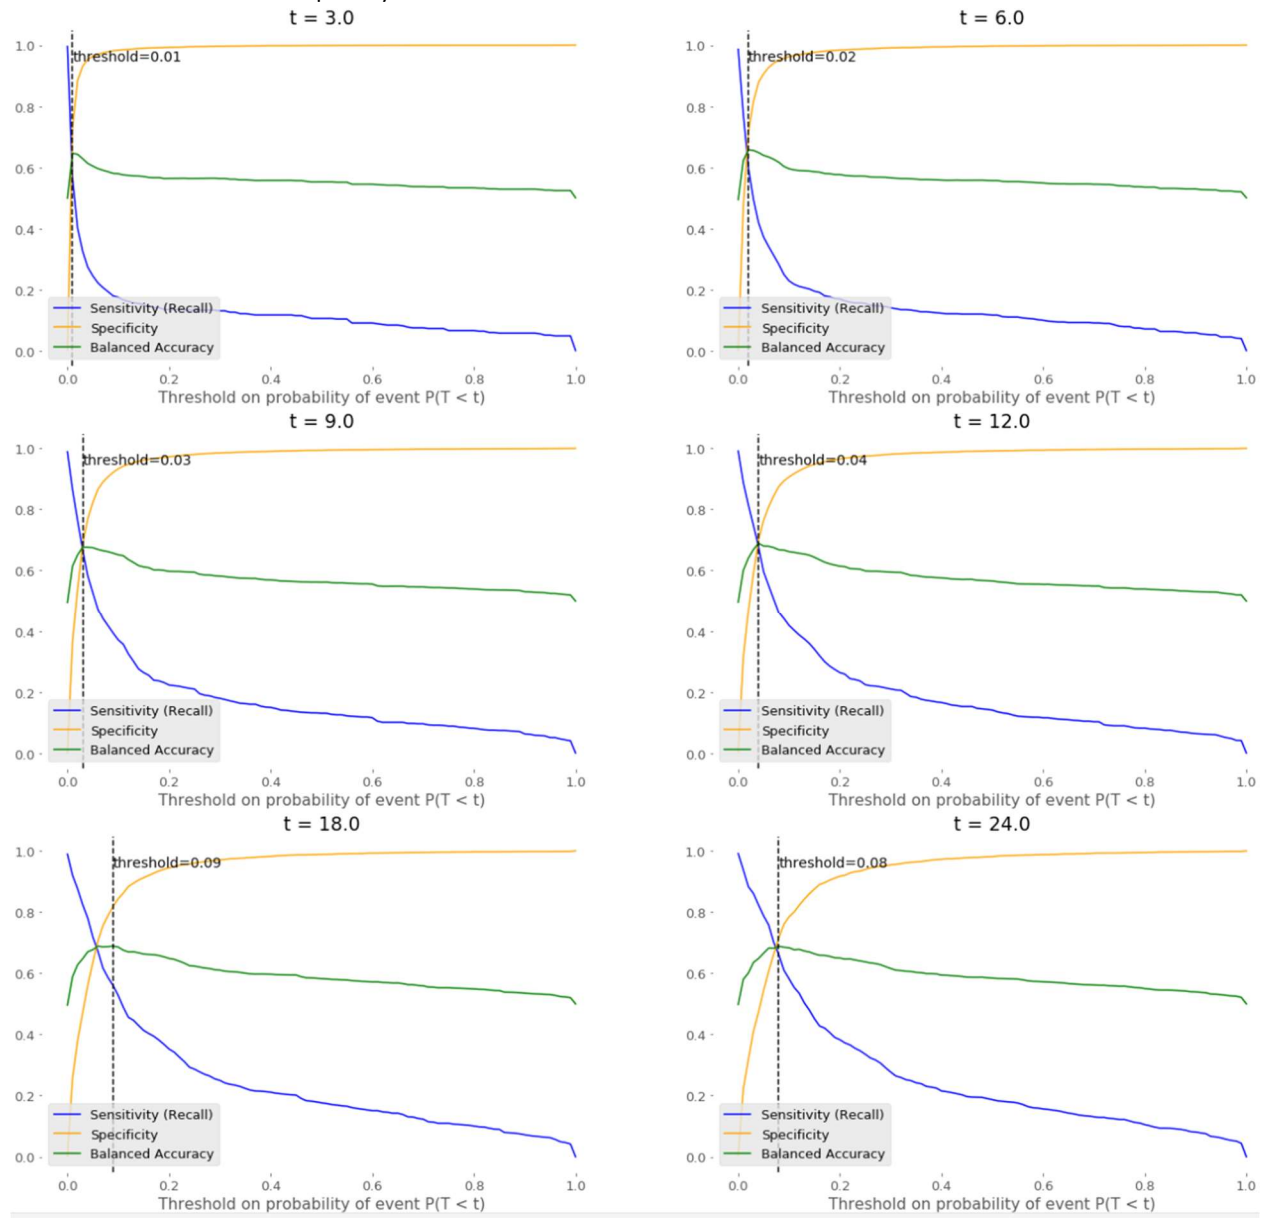 t = 3.0
threshold=0.01
1.0
0.8
0.6
0.4
0.2
0.0
Sensitivity (Recall)
Specificity
Balanced Accuracy
0.0 0.2 0.4 0.6 0.8 1.0
Threshold on probability of event P(T < t)
t = 6.0
threshold=0.02
1.0
0.8
0.6
0.4
0.2
0.0
Sensitivity (Recall)
Specificity
Balanced Accuracy
0.0 0.2 0.4 0.6 0.8 1.0
Threshold on probability of event P(T < t)
t = 9.0
threshold=0.03
1.0
0.8
0.6
0.4
0.2
0.0
Sensitivity (Recall)
Specificity
Balanced Accuracy
0.0 0.2 0.4 0.6 0.8 1.0
Threshold on probability of event P(T < t)
t = 12.0
threshold=0.04
1.0
0.8
0.6
0.4
0.2
0.0
Sensitivity (Recall)
Specificity
Balanced Accuracy
0.0 0.2 0.4 0.6 0.8 1.0
Threshold on probability of event P(T < t)
t = 18.0
threshold=0.09
1.0
0.8
0.6
0.4
0.2
0.0
Sensitivity (Recall)
Specificity
Balanced Accuracy
0.0 0.2 0.4 0.6 0.8 1.0
Threshold on probability of event P(T < t)
t = 24.0
threshold=0.08
1.0
0.8
0.6
0.4
0.2
0.0
Sensitivity (Recall)
Specificity
Balanced Accuracy
0.0 0.2 0.4 0.6 0.8 1.0
Threshold on probability of event P(T < t)